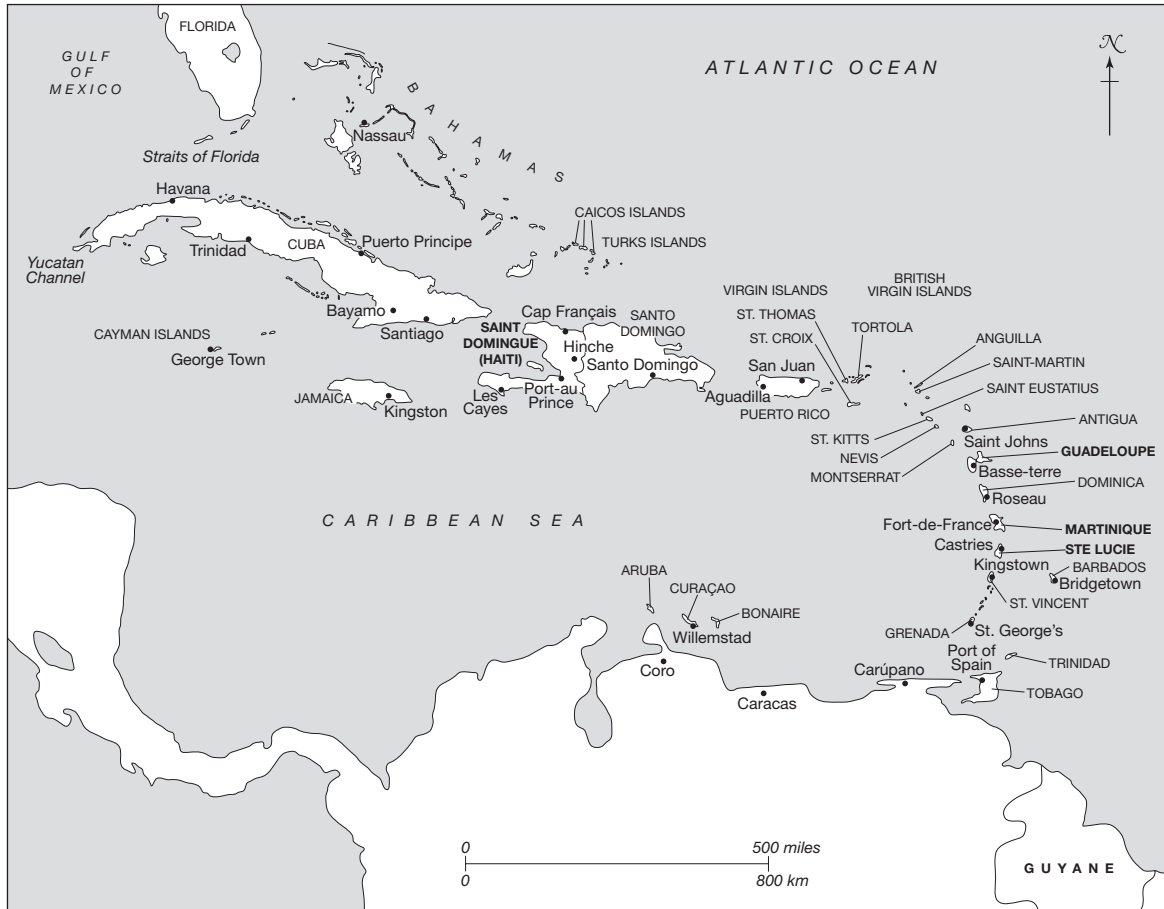 FLORIDA
GULF
OF
MEXICO
ATLANTIC OCEAN
N
BAHAMAS
Nassau
Straits of Florida
Havana
CAICOS ISLANDS
TURKS ISLANDS
CUBA
Puerto Principe
Trinidad
Yucatan
Channel
Bayamo
Santiago
CAYMAN ISLANDS
George Town
JAMAICA
Kingston
SAINT
DOMINGUE
(HAITI)
Cap Français
Hinche
SANTO
DOMINGO
Santo Domingo
Les
Cayes
Port-au
Prince
VIRGIN ISLANDS
ST. THOMAS
ST. CROIX
BRITISH
VIRGIN ISLANDS
TORTOLA
San Juan
Aguadilla
PUERTO RICO
ANGUILLA
SAINT-MARTIN
SAINT EUSTATIUS
ST. KITTS
NEVIS
MONTSERRAT
ANTIGUA
Saint Johns
GUADELOUPE
Basse-terre
DOMINICA
Roseau
CARIBBEAN SEA
Fort-de-France
MARTINIQUE
Castries
STE LUCIE
Kingstown
BARBADOS
Bridgetown
ST. VINCENT
ARUBA
CURAÇAO
BONAIRE
Willemstad
GRENADA
St. George's
Port of
Spain
TRINIDAD
TOBAGO
Coro
Caracas
Carúpano
0
500 miles
0
800 km
GUYANE